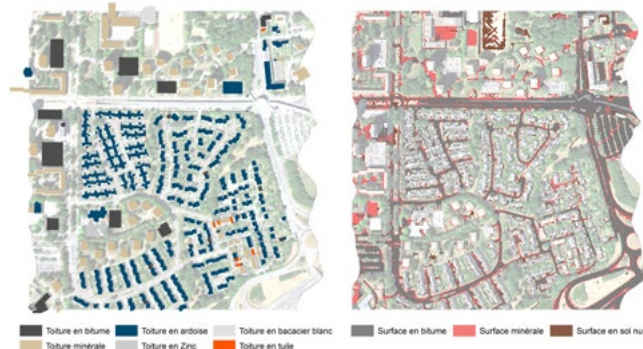 Toiture en bitume Toiture en ardoise Toiture en bacacier blanc Surface en bitume Surface minérale Surface en sol nu
Toiture minérale Toiture en Zinc Toiture en tuile